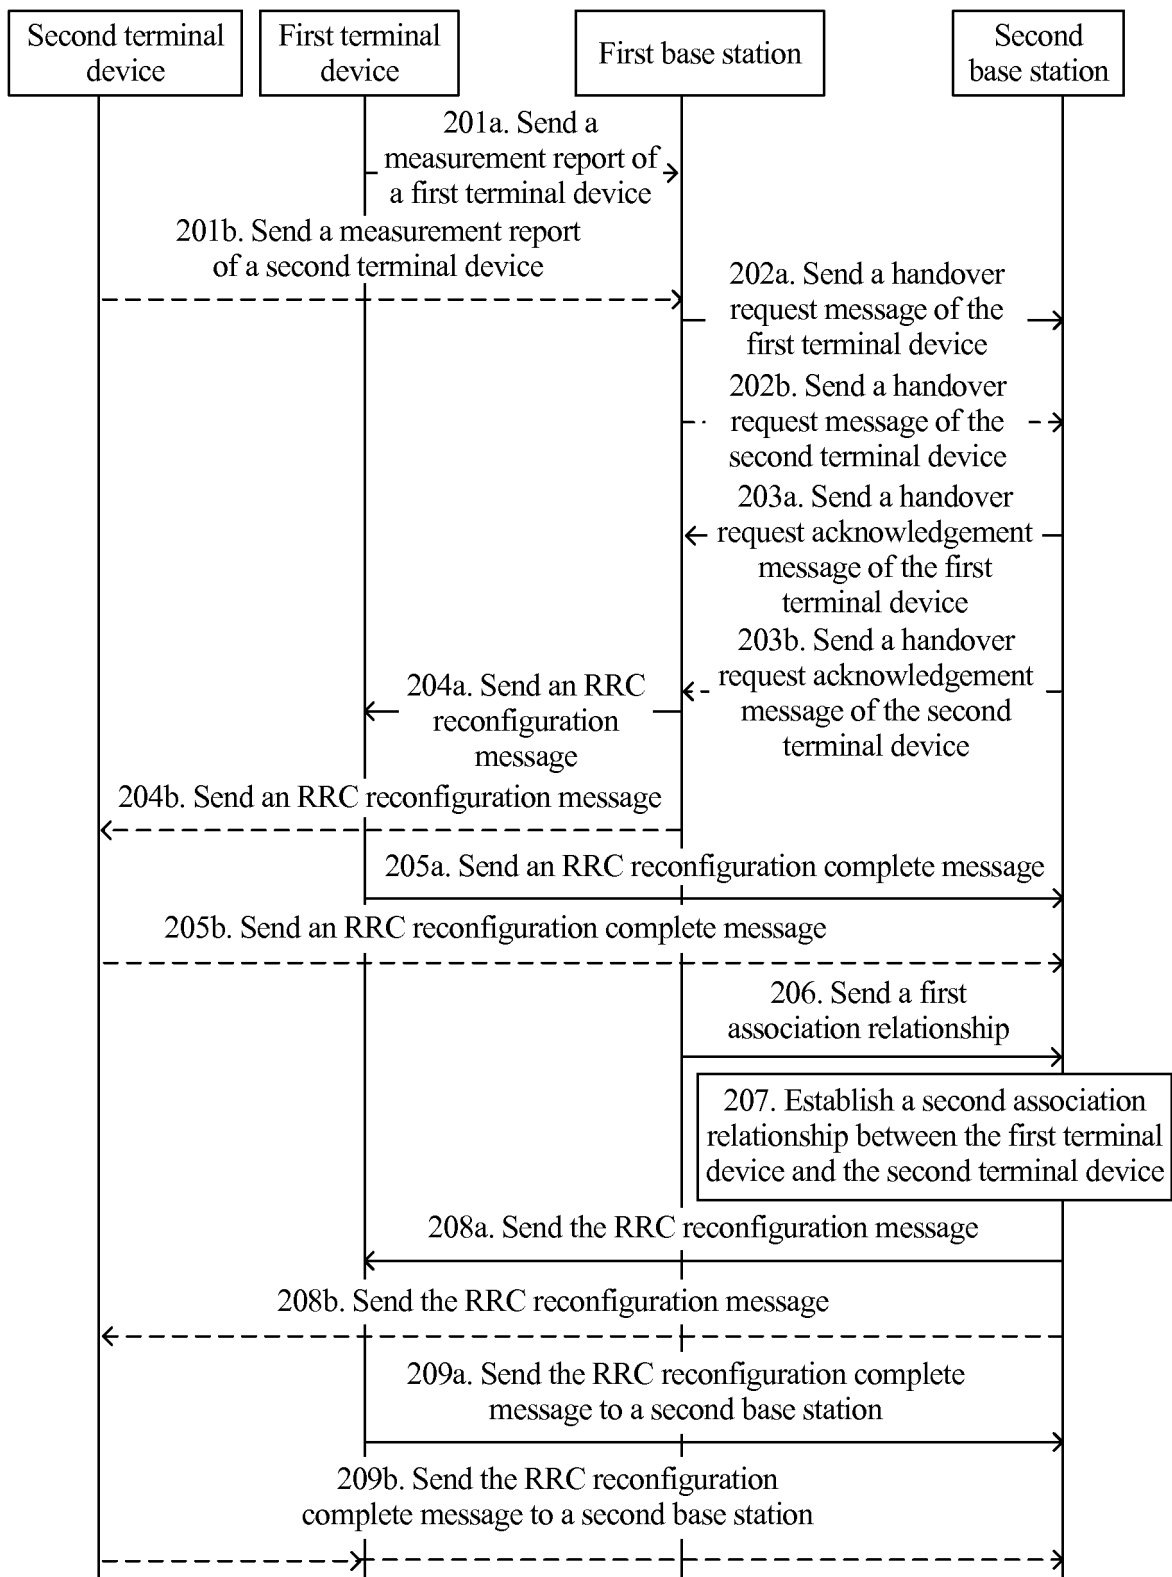 Second terminal
device
First terminal
device
First base station
Second
base station
201a. Send a
measurement report of
a first terminal device
201b. Send a measurement report
of a second terminal device
202a. Send a handover
request message of the
first terminal device
202b. Send a handover
request message of the
second terminal device
203a. Send a handover
request acknowledgement
message of the first
terminal device
203b. Send a handover
request acknowledgement
message of the second
terminal device
204a. Send an RRC
reconfiguration
message
204b. Send an RRC reconfiguration message
205a. Send an RRC reconfiguration complete message
205b. Send an RRC reconfiguration complete message
206. Send a first
association relationship
207. Establish a second association
relationship between the first terminal
device and the second terminal device
208a. Send the RRC reconfiguration message
208b. Send the RRC reconfiguration message
209a. Send the RRC reconfiguration complete
message to a second base station
209b. Send the RRC reconfiguration
complete message to a second base station